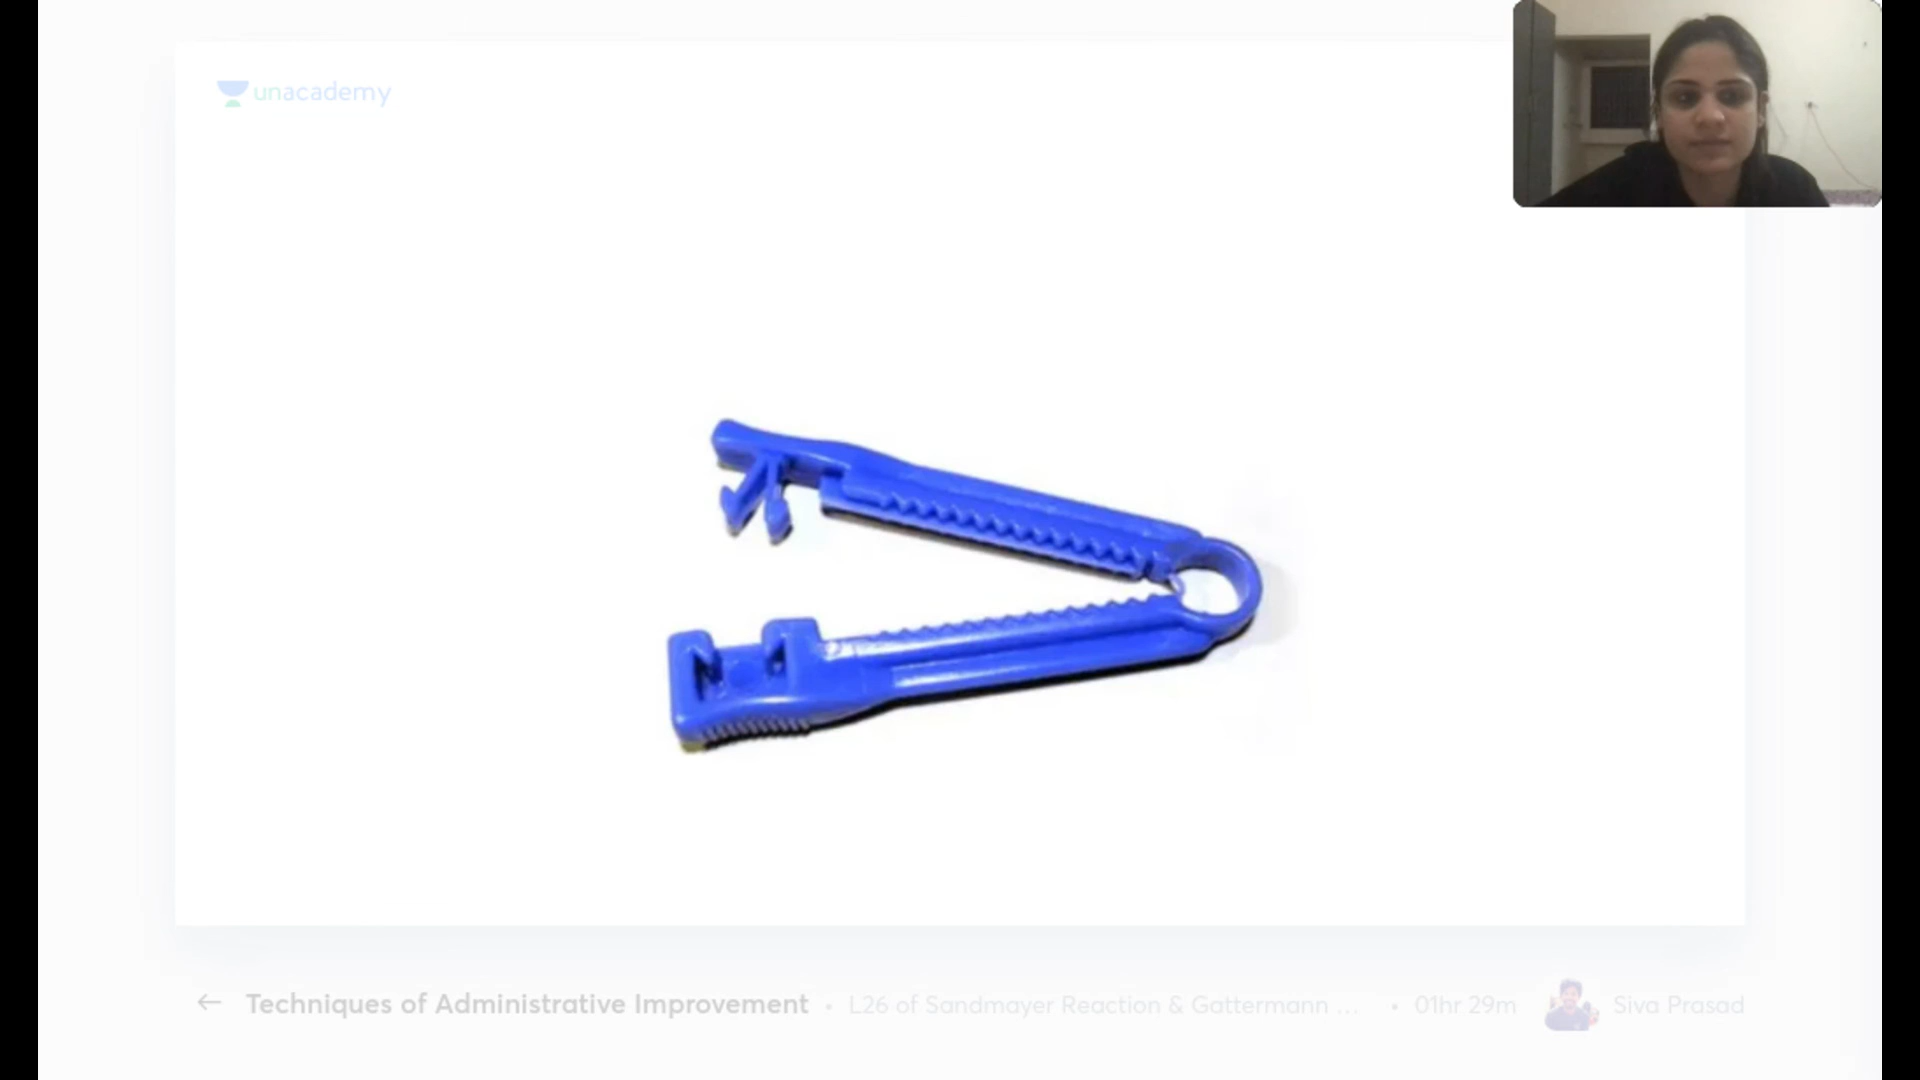 unacademy
← Techniques of Administrative Improvement • L26 of Sandmayer Reaction & Gattermann ... • 01hr 29m Siva Prasad